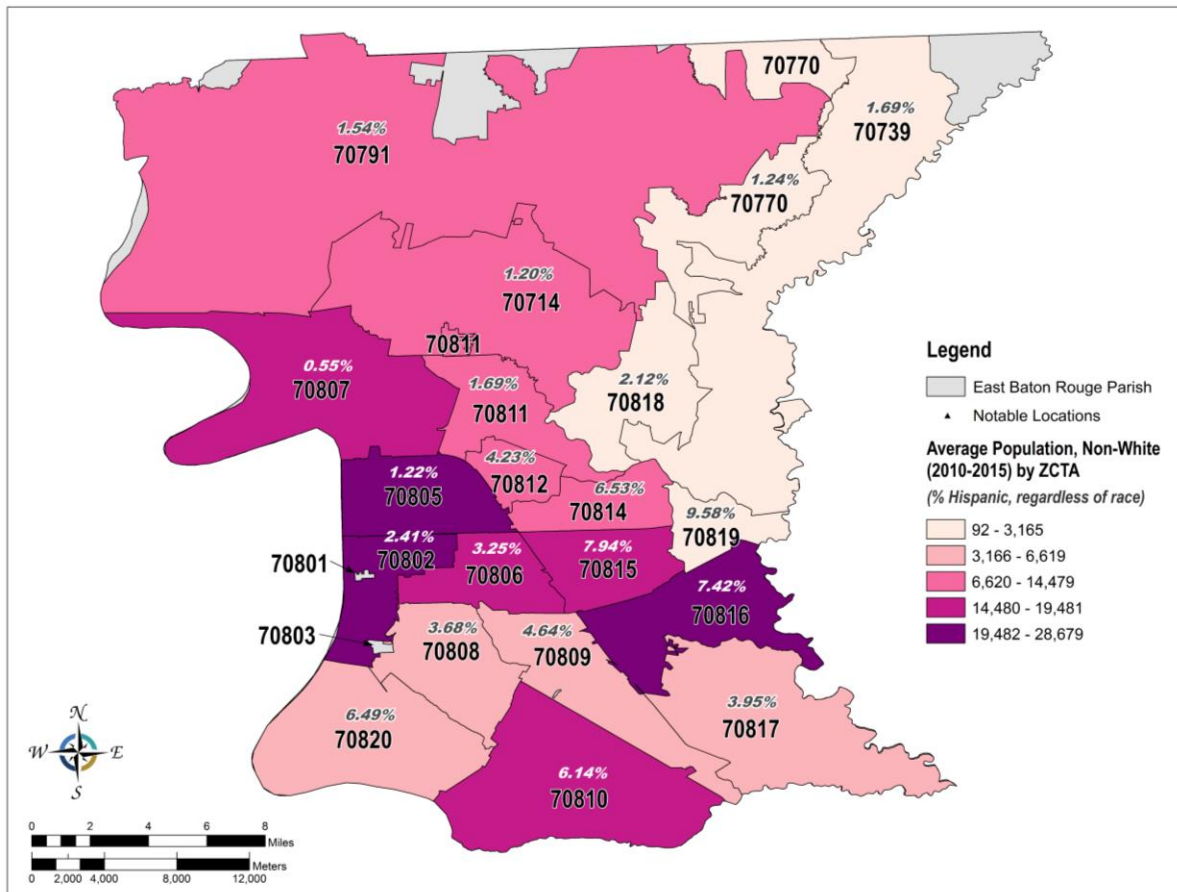 70770
1.69%
70739
1.54%
70791
1.24%
70770
1.20%
70714
70811
0.55%
70807
1.69%
70811
2.12%
70818
4.23%
70812
1.22%
70805
6.53%
70814
9.58%
70819
2.41%
70802
70801
3.25%
70806
7.94%
70815
7.42%
70816
70803
3.68%
70808
4.64%
70809
3.95%
70817
6.49%
70820
6.14%
70810
Legend
East Baton Rouge Parish
Notable Locations
Average Population, Non-White
(2010-2015) by ZCTA
(% Hispanic, regardless of race)
92 - 3,165
3,166 - 6,619
6,620 - 14,479
14,480 - 19,481
19,482 - 28,679
N
W E
S
0 2 4 6 8
Miles
Meters
0 2,000 4,000 8,000 12,000